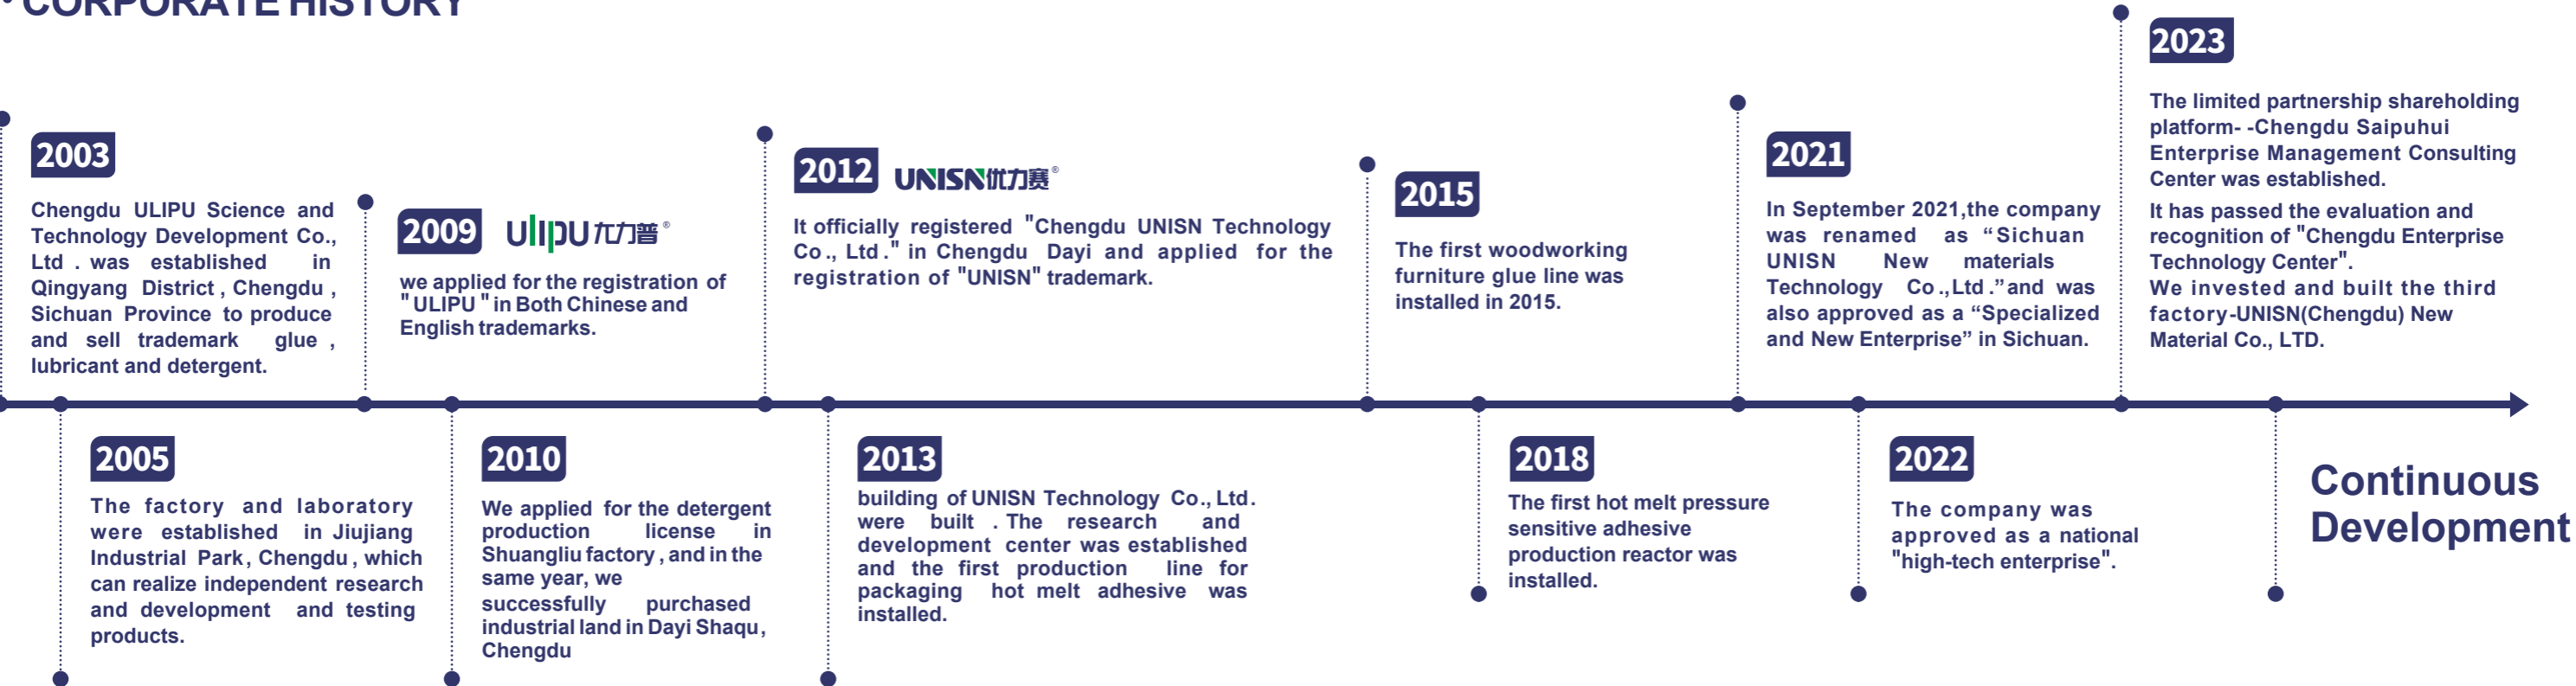 • CORPORATE HISTORY
2003
Chengdu ULIPU Science and
Technology Development Co.,
Ltd . was established in
Qingyang District , Chengdu ,
Sichuan Province to produce
and sell trademark glue ,
lubricant and detergent.
2005
The factory and laboratory
were established in Jiujiang
Industrial Park, Chengdu , which
can realize independent research
and development and testing
products.
2009
ULIPU 尢力普®
we applied for the registration of
" ULIPU " in Both Chinese and
English trademarks.
2010
We applied for the detergent
production license in
Shuangliu factory , and in the
same year, we
successfully purchased
industrial land in Dayi Shaqu,
Chengdu
2012
UNISN优力赛®
It officially registered "Chengdu UNISN Technology
Co ., Ltd ." in Chengdu Dayi and applied for the
registration of "UNISN" trademark.
2013
building of UNISN Technology Co., Ltd.
were built . The research and
development center was established
and the first production line for
packaging hot melt adhesive was
installed.
2015
The first woodworking
furniture glue line was
installed in 2015.
2018
The first hot melt pressure
sensitive adhesive
production reactor was
installed.
2021
In September 2021,the company
was renamed as “Sichuan
UNISN New materials
Technology Co .,Ltd .”and was
also approved as a “Specialized
and New Enterprise” in Sichuan.
2022
The company was
approved as a national
"high-tech enterprise".
2023
The limited partnership shareholding
platform- -Chengdu Saipuhui
Enterprise Management Consulting
Center was established.
It has passed the evaluation and
recognition of "Chengdu Enterprise
Technology Center".
We invested and built the third
factory-UNISN(Chengdu) New
Material Co., LTD.
Continuous
Development